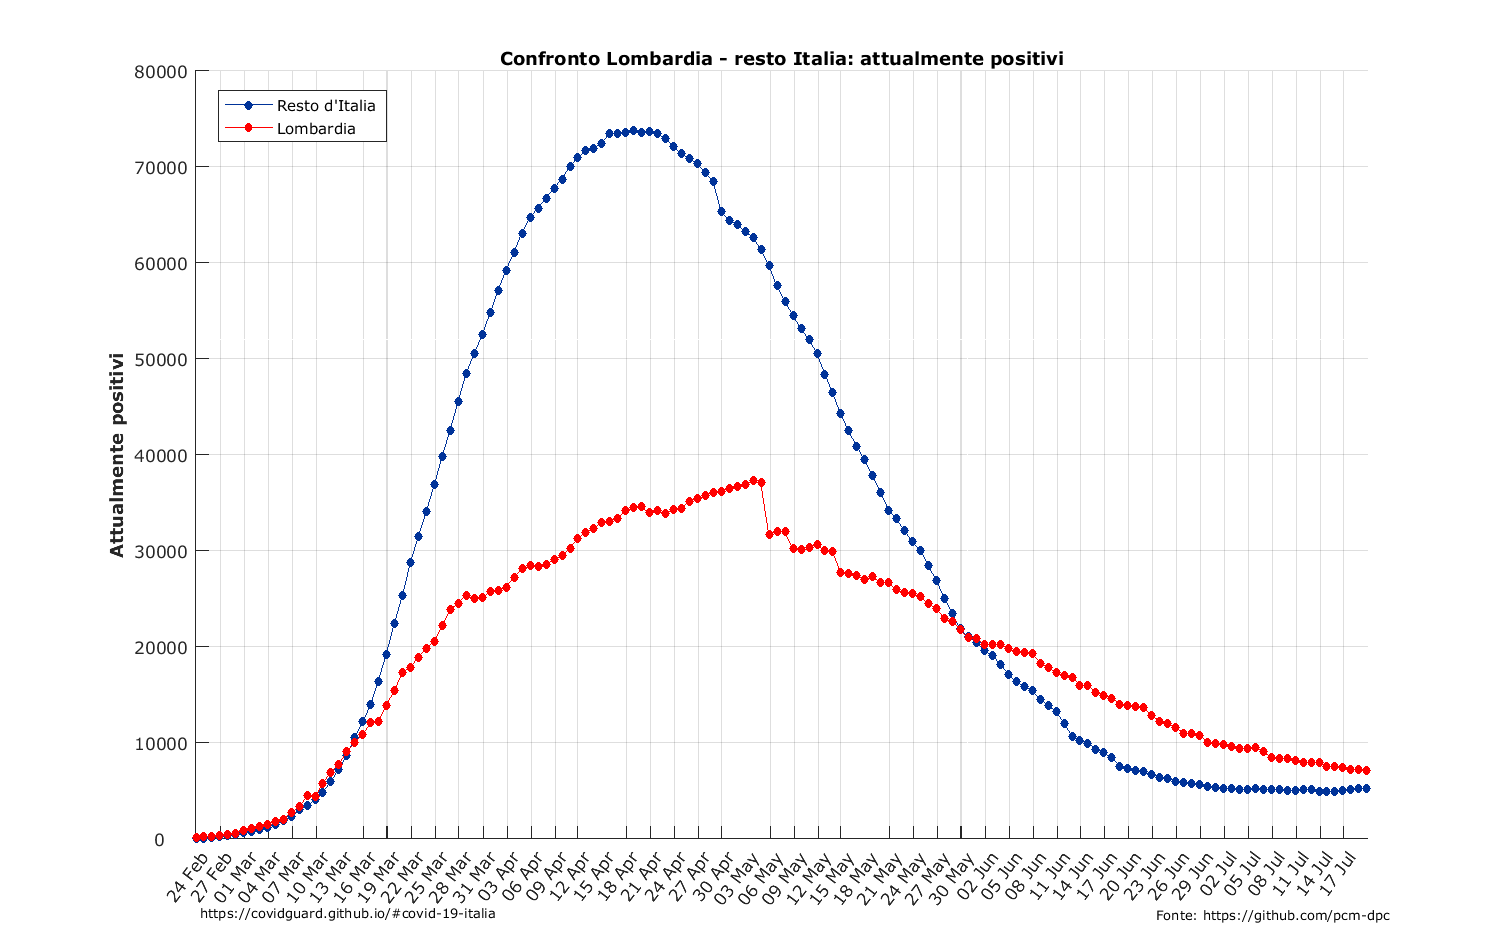 Confronto Lombardia - resto Italia: attualmente positivi
80000
70000
60000
50000
40000
30000
20000
10000
0
Attualmente positivi
Resto d'Italia
Lombardia
24 Feb
27 Feb
01 Mar
04 Mar
07 Mar
10 Mar
13 Mar
16 Mar
19 Mar
22 Mar
25 Mar
28 Mar
31 Mar
03 Apr
06 Apr
09 Apr
12 Apr
15 Apr
18 Apr
21 Apr
24 Apr
27 Apr
30 Apr
03 May
06 May
09 May
12 May
15 May
18 May
21 May
24 May
27 May
30 May
02 Jun
05 Jun
08 Jun
11 Jun
14 Jun
17 Jun
20 Jun
23 Jun
26 Jun
29 Jun
02 Jul
05 Jul
08 Jul
11 Jul
14 Jul
17 Jul
https://covidguard.github.io/#covid-19-italia
Fonte: https://github.com/pcm-dpc